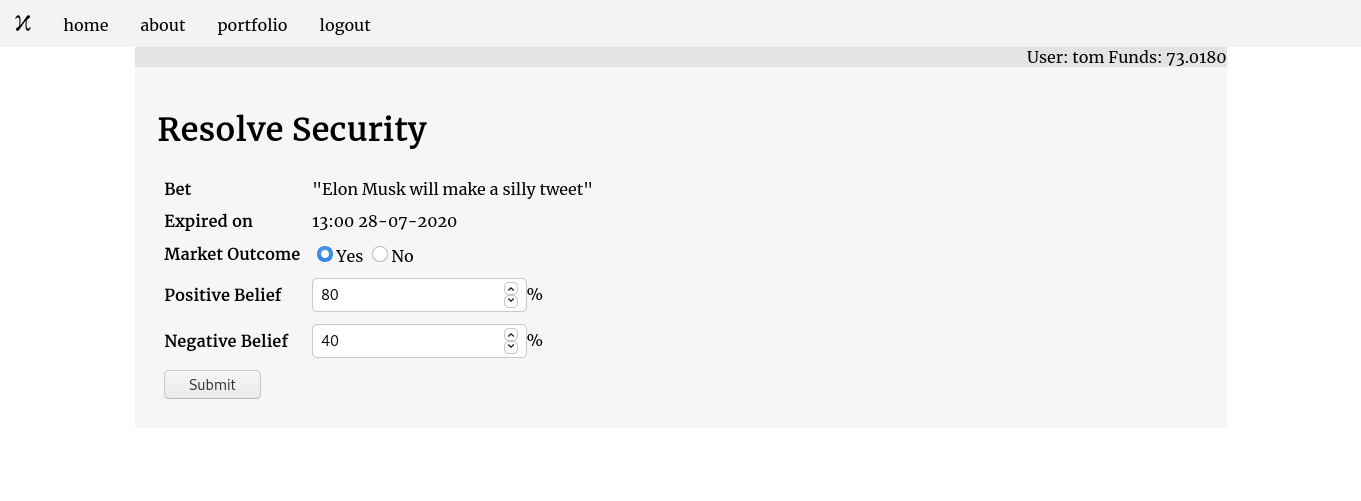 ϰ home about portfolio logout
User: tom Funds: 73.0180
Resolve Security
Bet "Elon Musk will make a silly tweet"
Expired on 13:00 28-07-2020
Market Outcome Yes No
Positive Belief 80 %
Negative Belief 40 %
Submit